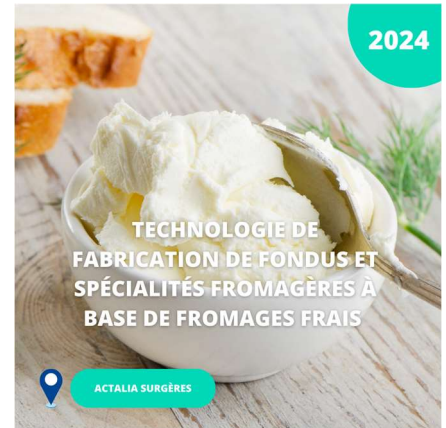 2024
TECHNOLOGIE DE
FABRICATION DE FONDUS ET
SPÉCIALITÉS FROMAGÈRES À
BASE DE FROMAGES FRAIS
ACTALIA SURGÈRES